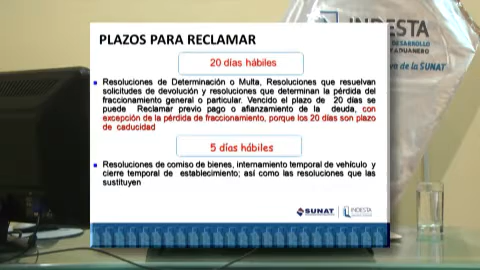 PLAZOS PARA RECLAMAR
20 días hábiles
Resoluciones de Determinación o Multa, Resoluciones que resuelvan
solicitudes de devolución y resoluciones que determinan la pérdida del
fraccionamiento general o particular. Vencido el plazo de 20 días se
puede Reclamar previo pago o afianzamiento de la deuda, con
excepción de la pérdida de fraccionamiento, porque los 20 días son plazo
de caducidad
5 días hábiles
Resoluciones de comiso de bienes, internamiento temporal de vehículo y
cierre temporal de establecimiento; así como las resoluciones que las
sustituyen
SUNAT
INDESTA
INDESTA
DESARROLLO
ADUANERO
va de la SUNAT